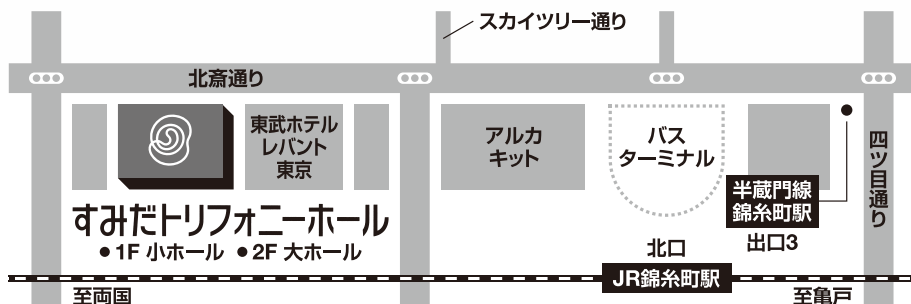 スカイツリー通り
北斎通り
東武ホテル
レバント
東京
アルカ
キット
バス
ターミナル
四ツ目通り
半蔵門線
錦糸町駅
出口3
すみだトリフォニーホール
●1F 小ホール ●2F 大ホール
北口
JR錦糸町駅
至両国
至亀戸